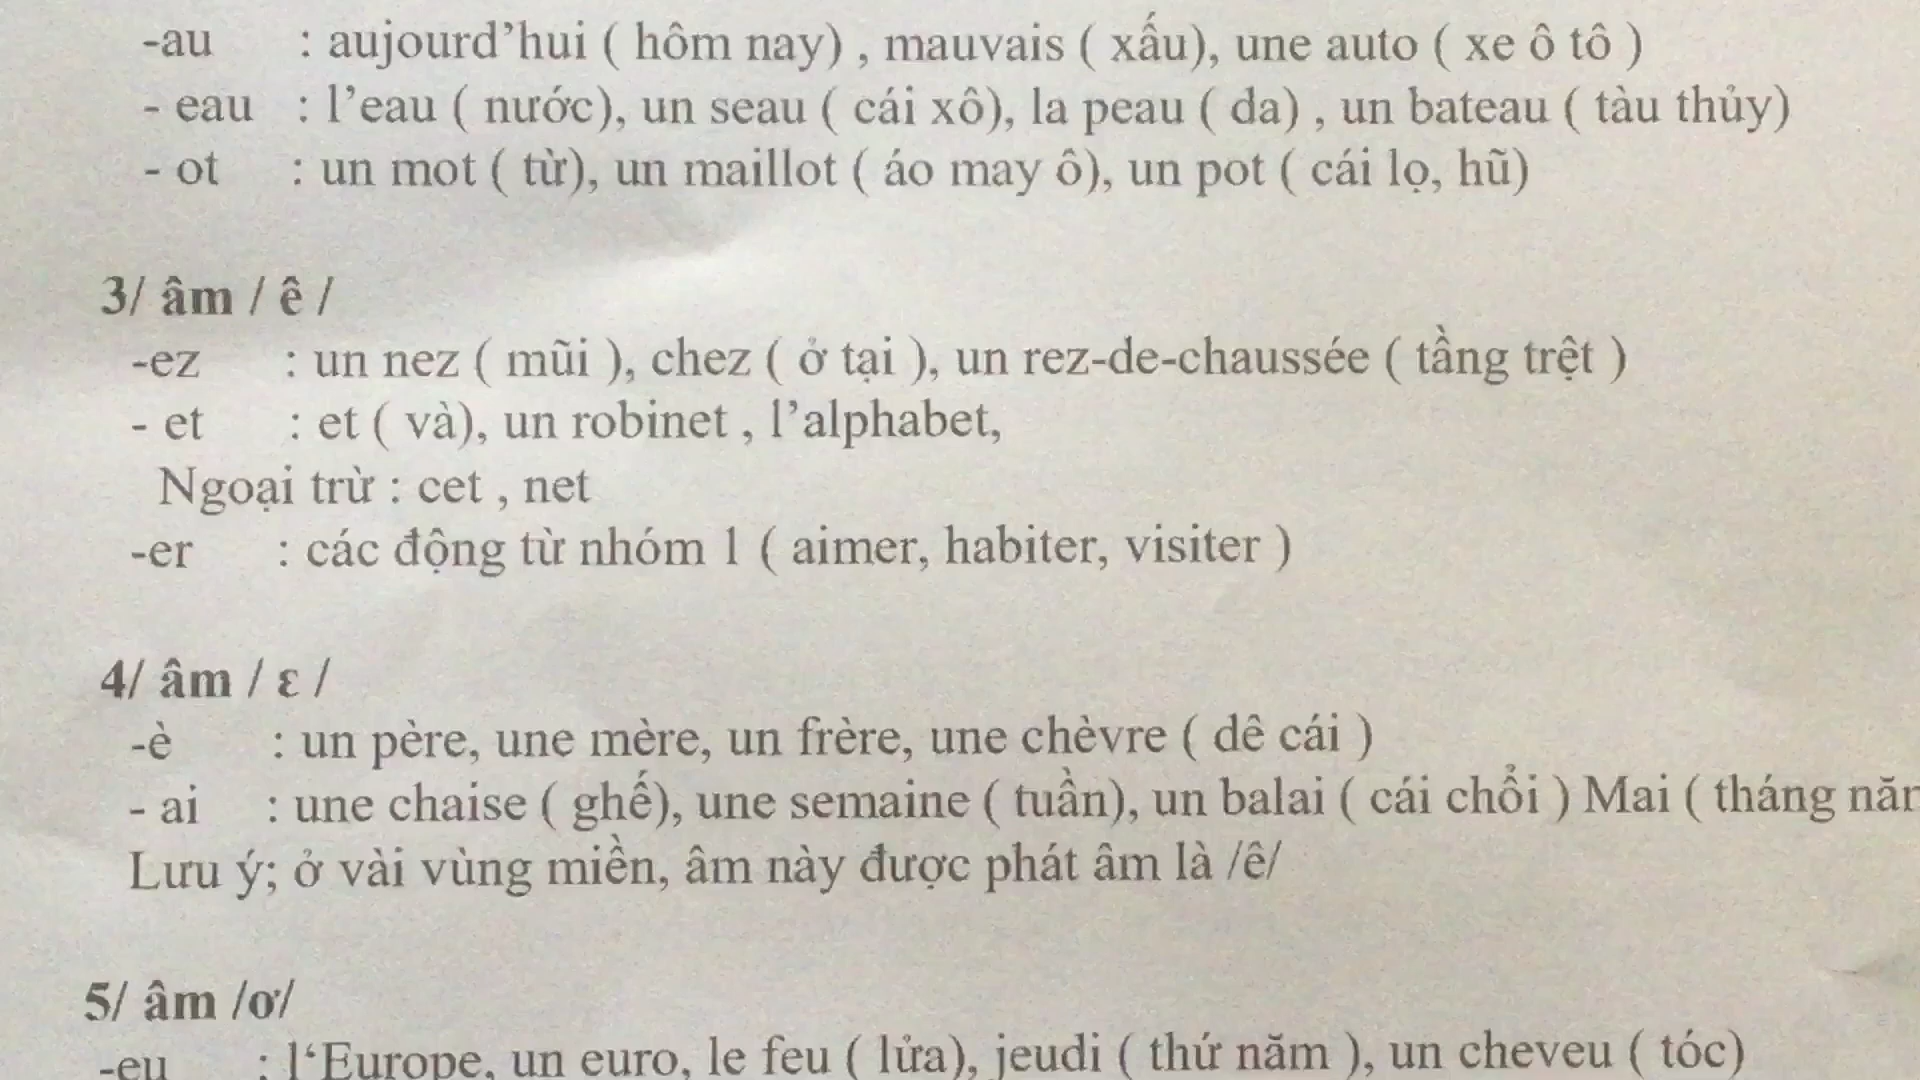 -au : aujourd’hui ( hôm nay) , mauvais ( xấu), une auto ( xe ô tô )
- eau : l’eau ( nước), un seau ( cái xô), la peau ( da) , un bateau ( tàu thủy)
- ot : un mot ( từ), un maillot ( áo may ô), un pot ( cái lọ, hũ)
3/ âm / ê /
-ez : un nez ( mũi ), chez ( ở tại ), un rez-de-chaussée ( tầng trệt )
- et : et ( và), un robinet , l’alphabet,
Ngoại trừ : cet , net
-er : các động từ nhóm 1 ( aimer, habiter, visiter )
4/ âm / ɛ /
-è : un père, une mère, un frère, une chèvre ( dê cái )
- ai : une chaise ( ghế), une semaine ( tuần), un balai ( cái chổi ) Mai ( tháng
Lưu ý; ở vài vùng miền, âm này được phát âm là /ê/
5/ âm /ơ/
-eu : l‘Europe, un euro, le feu ( lửa), jeudi ( thứ năm ), un cheveu ( tóc)